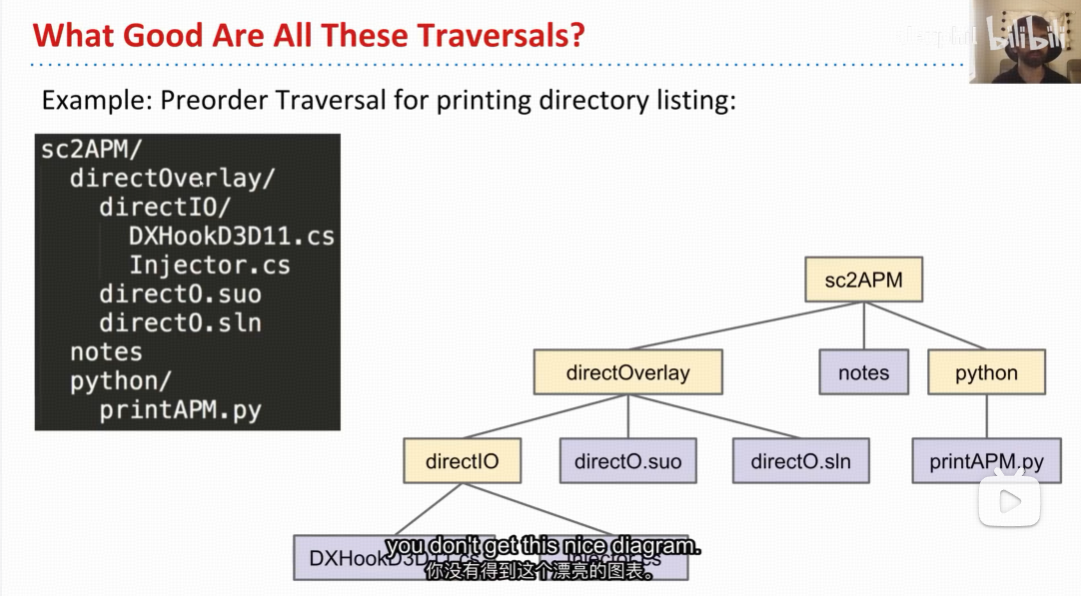 What Good Are All These Traversals?
bilibili
Example: Preorder Traversal for printing directory listing:
sc2APM/
directOverlay/
directIO/
DXHookD3D11.cs
Injector.cs
directO.suo
directO.sln
notes
python/
printAPM.py
sc2APM
directOverlay
notes
python
directIO
directO.suo
directO.sln
printAPM.py
DXHookD3D11.cs
Injector.cs
you don't get this nice diagram.
你没有得到这个漂亮的图表。